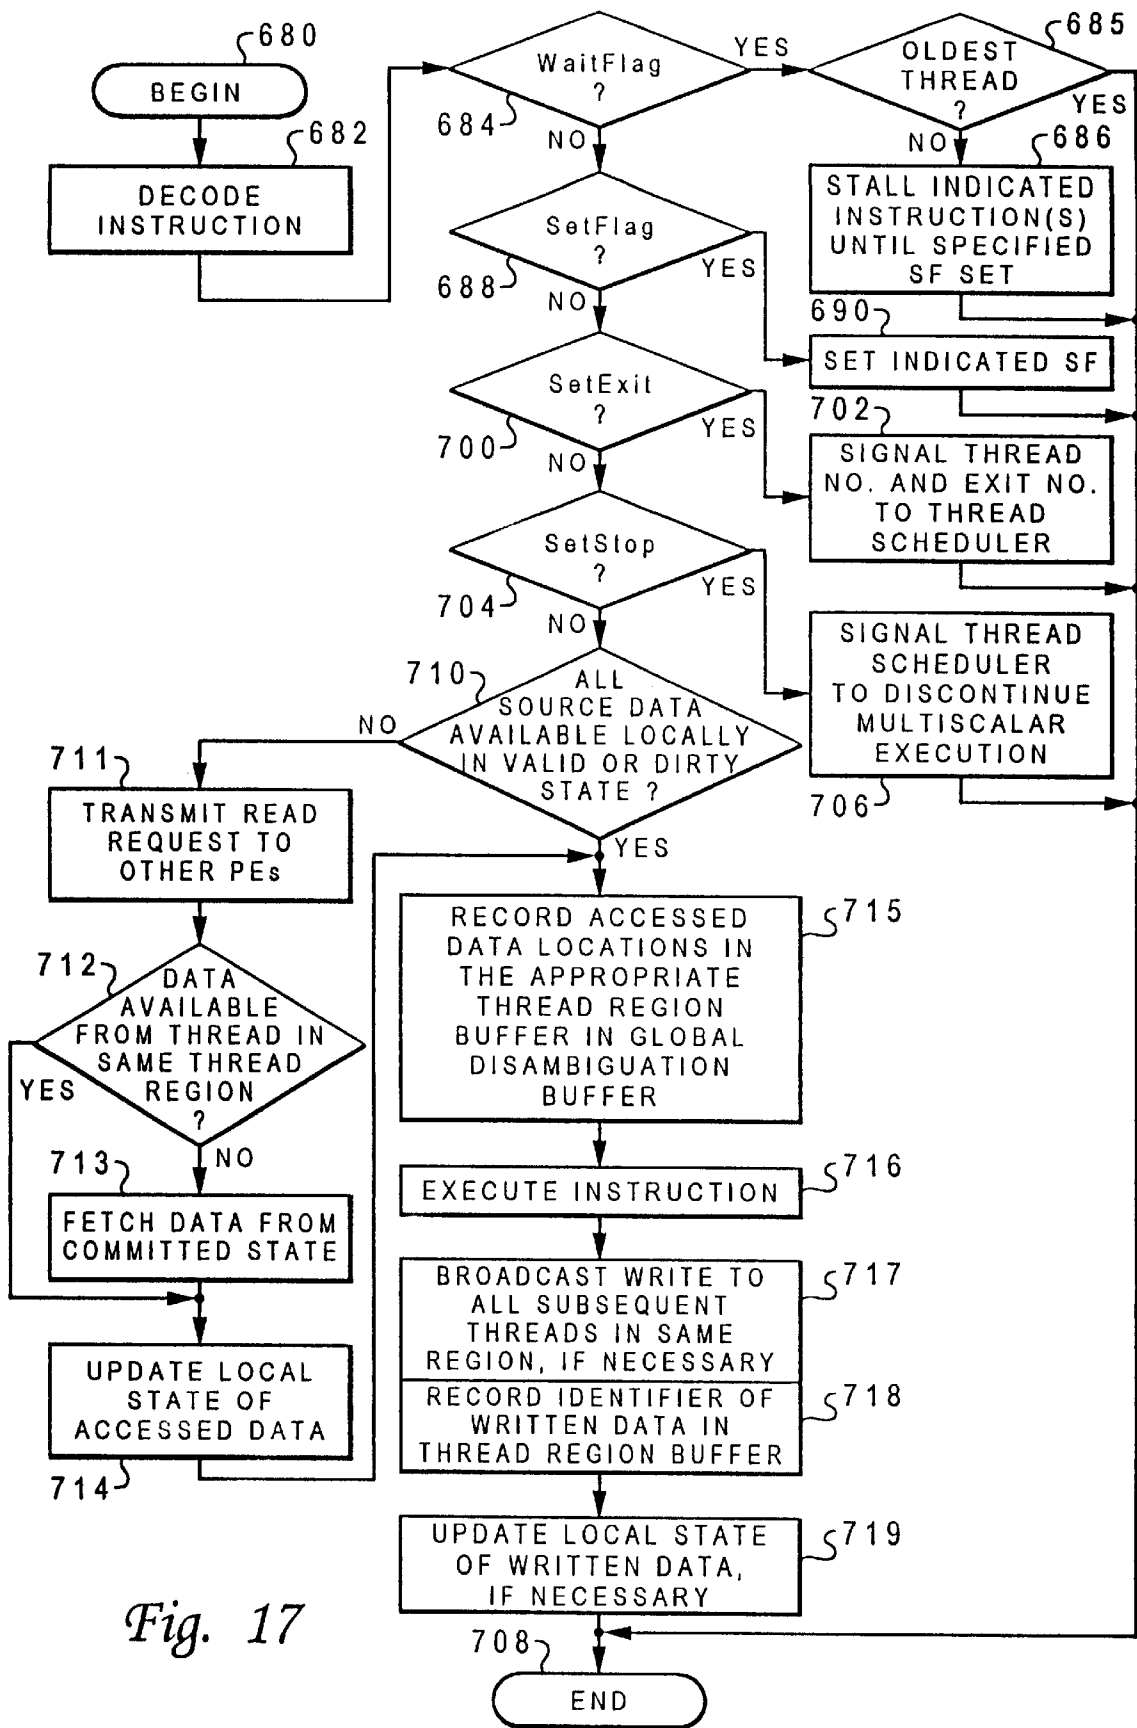 680
BEGIN
682
DECODE
INSTRUCTION
WaitFlag
?
684
YES
NO
685
OLDEST
THREAD
?
YES
NO
686
STALL INDICATED
INSTRUCTION(S)
UNTIL SPECIFIED
SF SET
SetFlag
?
688
YES
NO
690
SET INDICATED SF
SetExit
?
700
YES
NO
702
SIGNAL THREAD
NO. AND EXIT NO.
TO THREAD
SCHEDULER
SetStop
?
704
YES
NO
SIGNAL THREAD
SCHEDULER
TO DISCONTINUE
MULTISCALAR
EXECUTION
706
710
ALL
SOURCE DATA
AVAILABLE LOCALLY
IN VALID OR DIRTY
STATE ?
NO
YES
711
TRANSMIT READ
REQUEST TO
OTHER PEs
712
DATA
AVAILABLE
FROM THREAD IN
SAME THREAD
REGION
?
YES
NO
713
FETCH DATA FROM
COMMITTED STATE
UPDATE LOCAL
STATE OF
ACCESSED DATA
714
RECORD ACCESSED
DATA LOCATIONS IN
THE APPROPRIATE
THREAD REGION
BUFFER IN GLOBAL
DISAMBIGUATION
BUFFER
715
EXECUTE INSTRUCTION
716
BROADCAST WRITE TO
ALL SUBSEQUENT
THREADS IN SAME
REGION, IF NECESSARY
717
RECORD IDENTIFIER OF
WRITTEN DATA IN
THREAD REGION BUFFER
718
UPDATE LOCAL STATE
OF WRITTEN DATA,
IF NECESSARY
719
708
END
Fig. 17